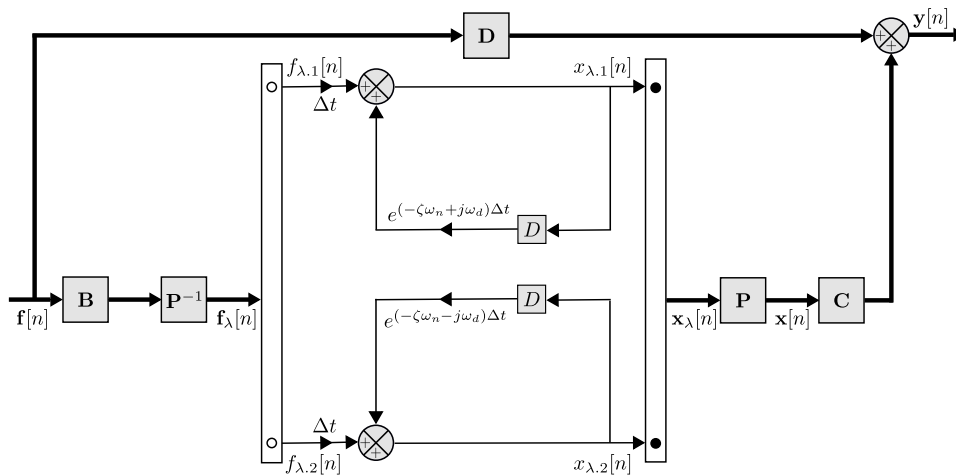 y[n]
D
+
+
f_{λ.1}[n]
x_{λ.1}[n]
Δt
+
+
e^{(-ζω_n+jω_d)Δt}
D
B
P^{-1}
f[n]
f_λ[n]
e^{(-ζω_n-jω_d)Δt}
D
x_λ[n]
P
x[n]
C
Δt
+
+
f_{λ.2}[n]
x_{λ.2}[n]